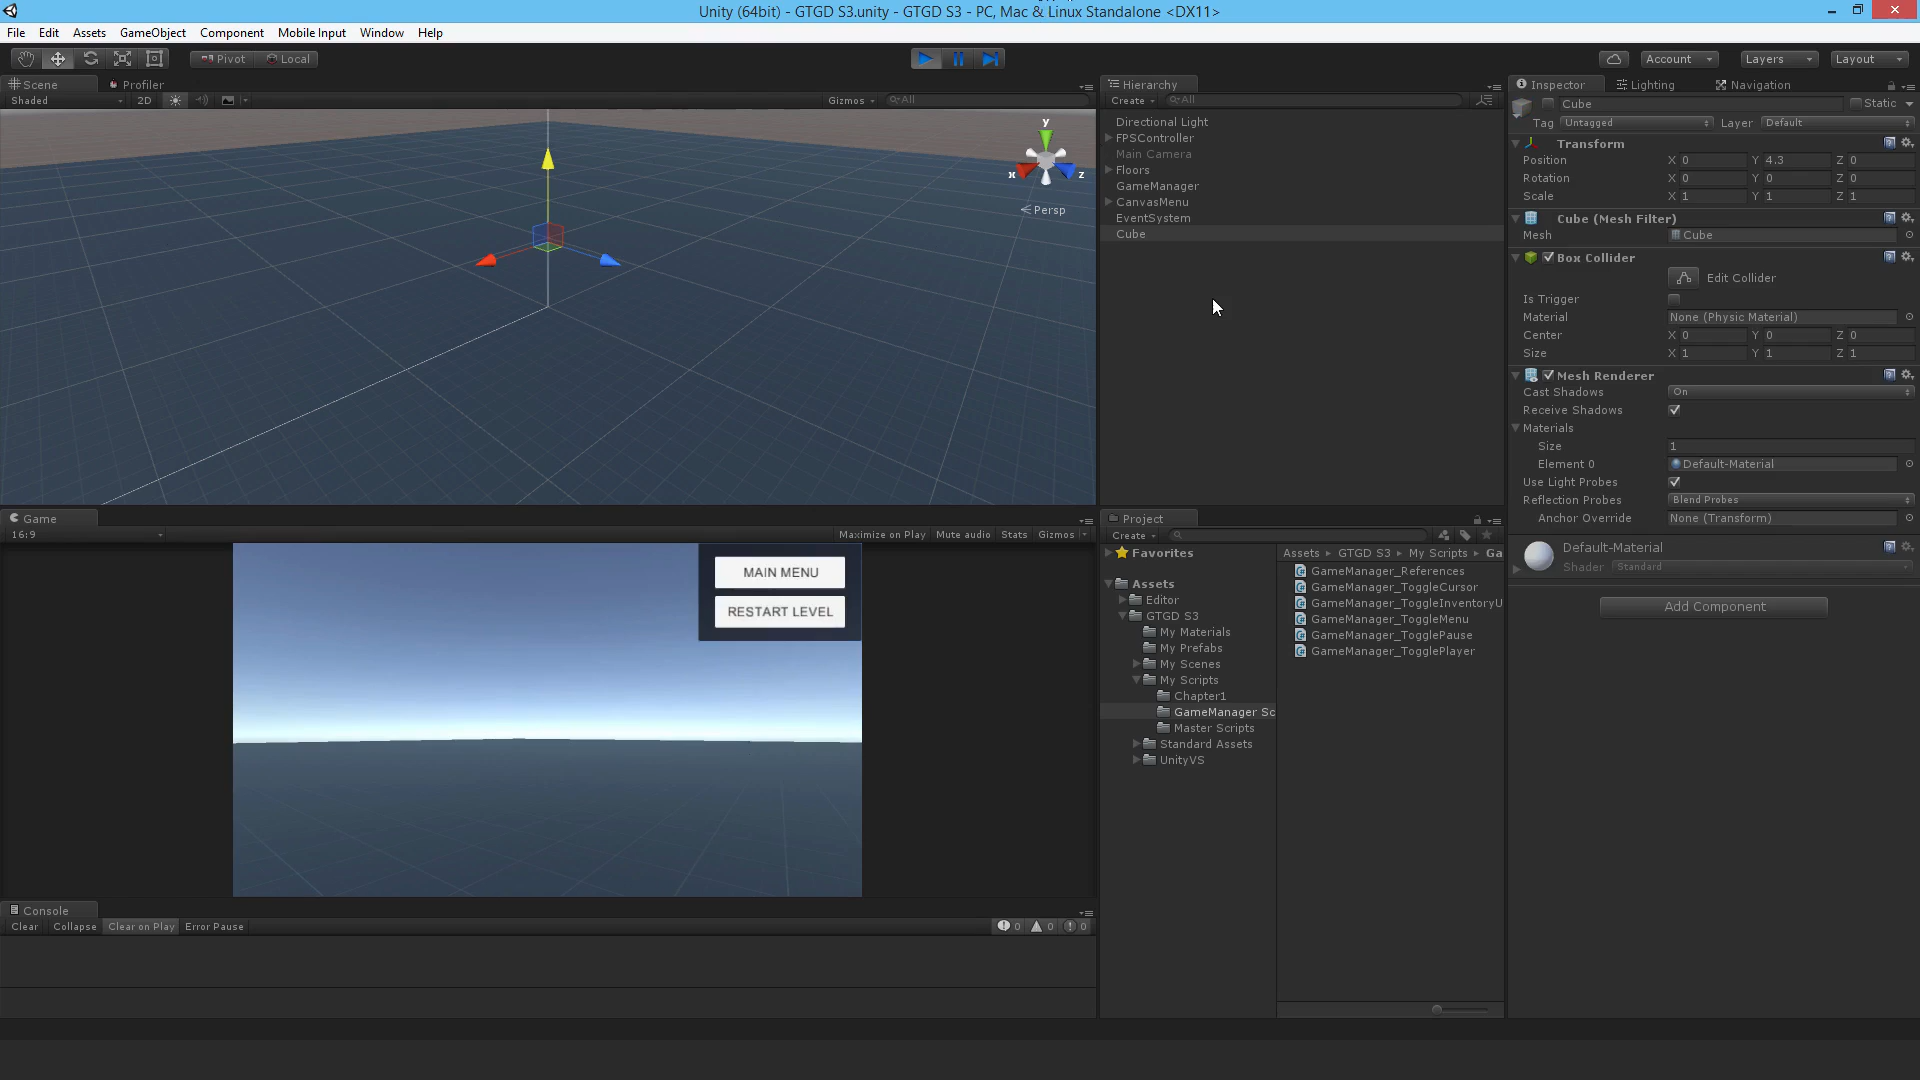 Unity (64bit) - GTGD S3.unity - GTGD S3 - PC, Mac & Linux Standalone <DX11>
File Edit Assets GameObject Component Mobile Input Window Help
Pivot Local Account Layers Layout
Scene Profiler
Shaded 2D Gizmos All
y
x z
Persp
Hierarchy
Create All
Directional Light
FPSController
Main Camera
Floors
GameManager
CanvasMenu
EventSystem
Cube
Inspector Lighting Navigation
Cube Static
Tag Untagged Layer Default
Transform
Position X 0 Y 4.3 Z 0
Rotation X 0 Y 0 Z 0
Scale X 1 Y 1 Z 1
Cube (Mesh Filter)
Mesh Cube
Box Collider
Edit Collider
Is Trigger
Material None (Physic Material)
Center X 0 Y 0 Z 0
Size X 1 Y 1 Z 1
Mesh Renderer
Cast Shadows On
Receive Shadows
Materials
Size 1
Element 0 Default-Material
Use Light Probes
Reflection Probes Blend Probes
Anchor Override None (Transform)
Default-Material
Shader Standard
Add Component
Game
16:9 Maximize on Play Mute audio Stats Gizmos
MAIN MENU
RESTART LEVEL
Project
Create
Favorites
Assets
Editor
GTGD S3
My Materials
My Prefabs
My Scenes
My Scripts
Chapter1
GameManager Sc
Master Scripts
Standard Assets
UnityVS
Assets GTGD S3 My Scripts Ga
GameManager_References
GameManager_ToggleCursor
GameManager_ToggleInventoryU
GameManager_ToggleMenu
GameManager_TogglePause
GameManager_TogglePlayer
Console
Clear Collapse Clear on Play Error Pause 0 0 0